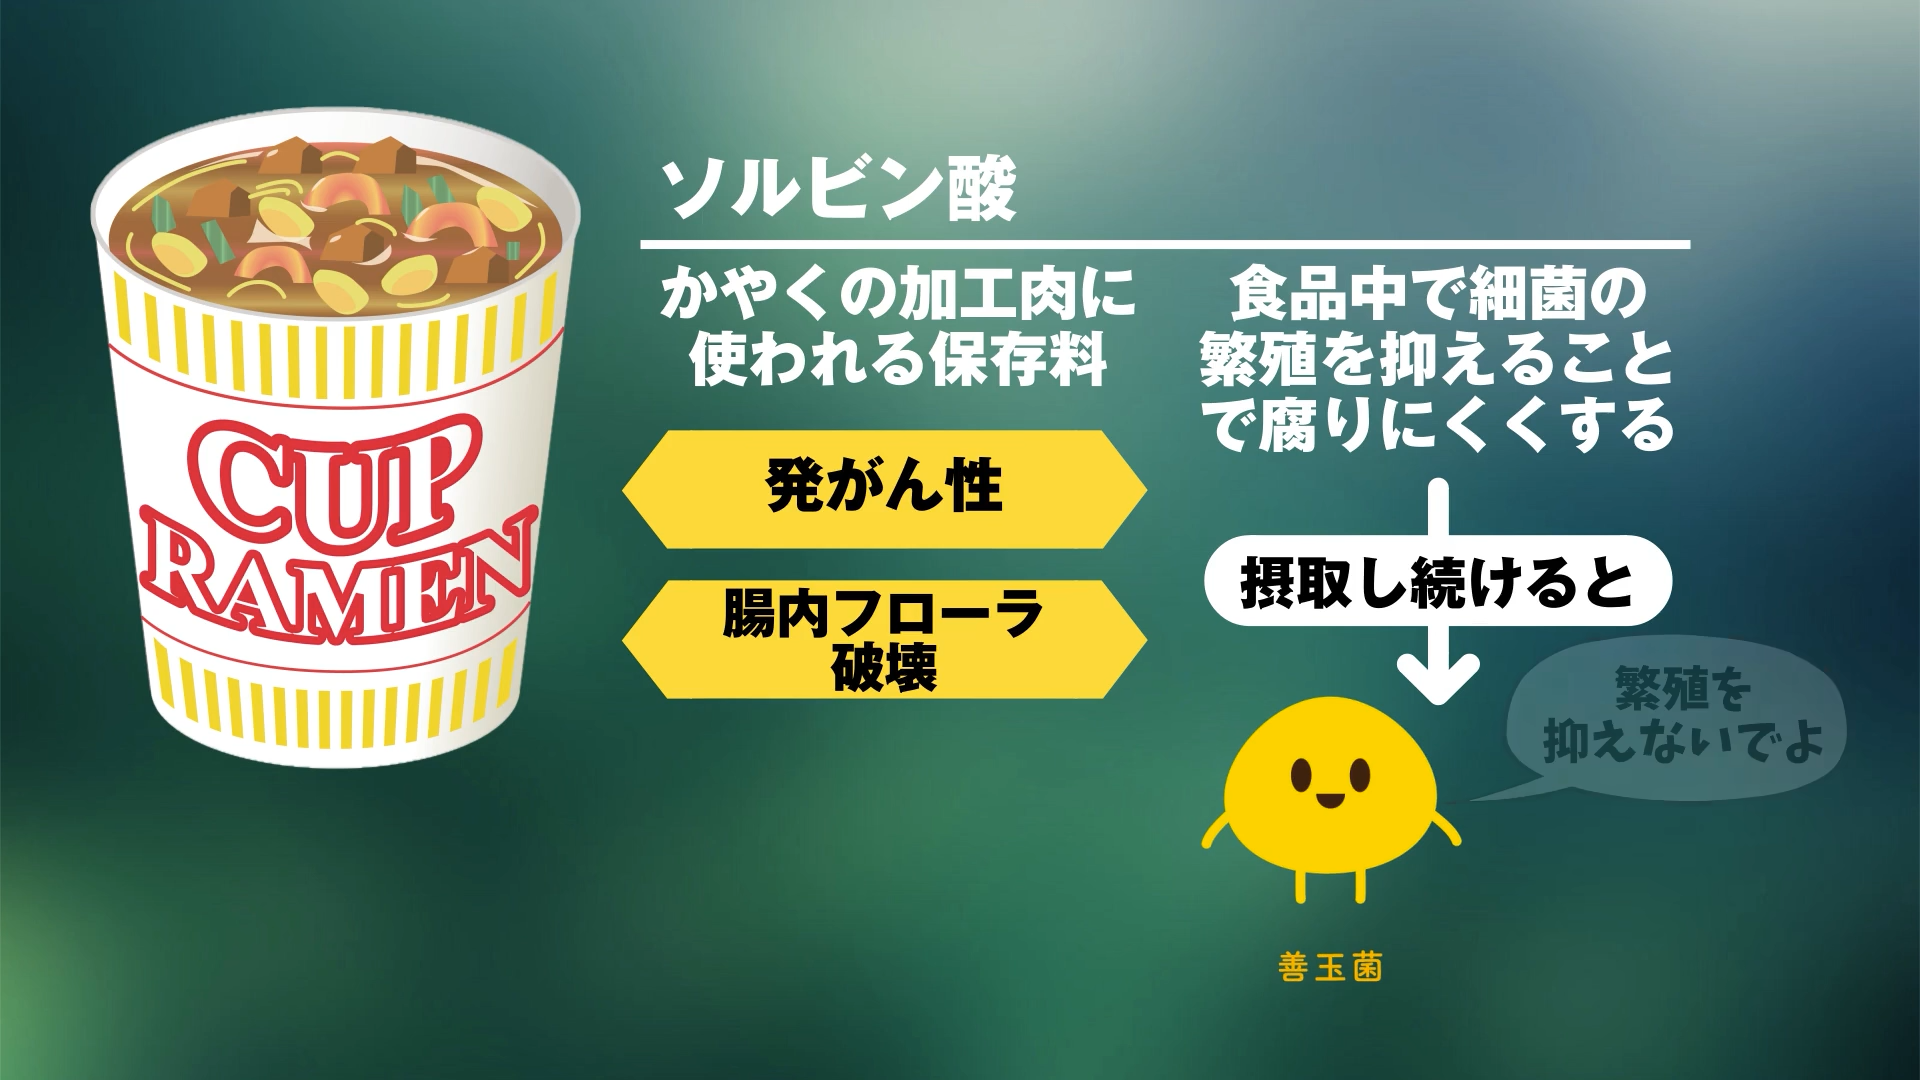 CUP
RAMEN
ソルビン酸
かやくの加工肉に
使われる保存料
発がん性
腸内フローラ
破壊
食品中で細菌の
繁殖を抑えること
で腐りにくくする
摂取し続けると
繁殖を
抑えないでよ
善玉菌